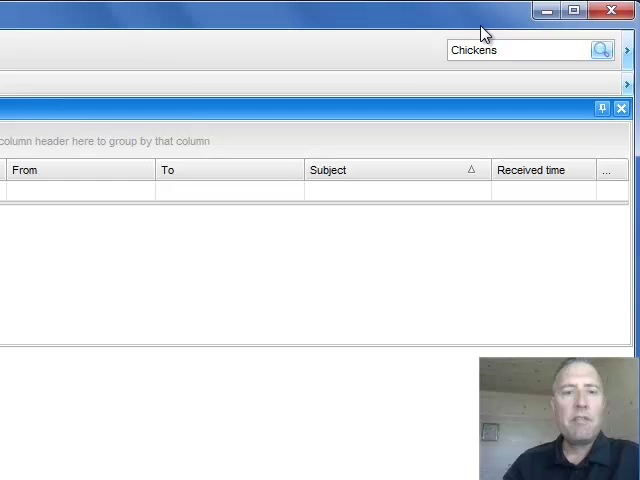 Chickens
column header here to group by that column
From To Subject Received time ...